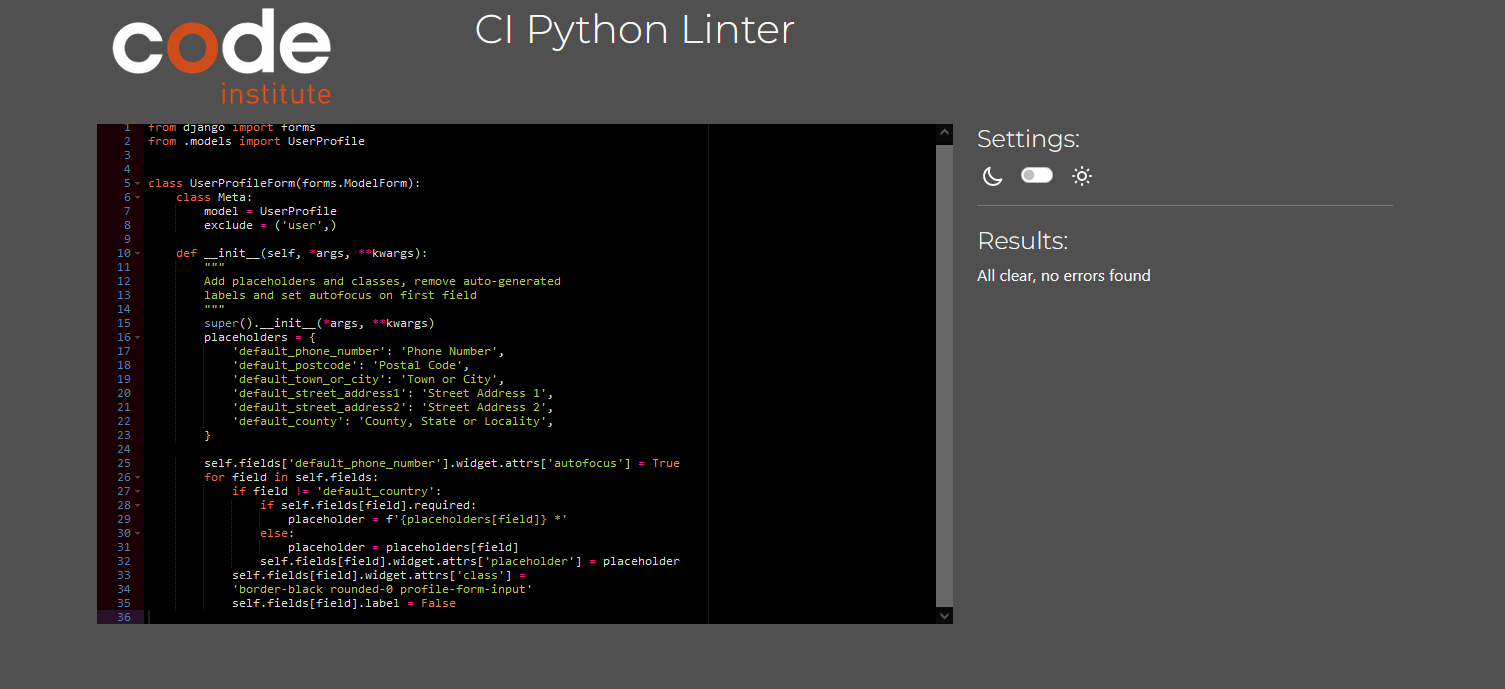 code
institute
CI Python Linter
1 from django import forms
2 from .models import UserProfile
3
4
5 class UserProfileForm(forms.ModelForm):
6     class Meta:
7         model = UserProfile
8         exclude = ('user',)
9
10     def __init__(self, *args, **kwargs):
11         """
12         Add placeholders and classes, remove auto-generated
13         labels and set autofocus on first field
14         """
15         super().__init__(*args, **kwargs)
16         placeholders = {
17             'default_phone_number': 'Phone Number',
18             'default_postcode': 'Postal Code',
19             'default_town_or_city': 'Town or City',
20             'default_street_address1': 'Street Address 1',
21             'default_street_address2': 'Street Address 2',
22             'default_county': 'County, State or Locality',
23         }
24
25         self.fields['default_phone_number'].widget.attrs['autofocus'] = True
26         for field in self.fields:
27             if field != 'default_country':
28                 if self.fields[field].required:
29                     placeholder = f'{placeholders[field]} *'
30                 else:
31                     placeholder = placeholders[field]
32                 self.fields[field].widget.attrs['placeholder'] = placeholder
33             self.fields[field].widget.attrs['class'] =
34             'border-black rounded-0 profile-form-input'
35             self.fields[field].label = False
36
Settings:
Results:
All clear, no errors found